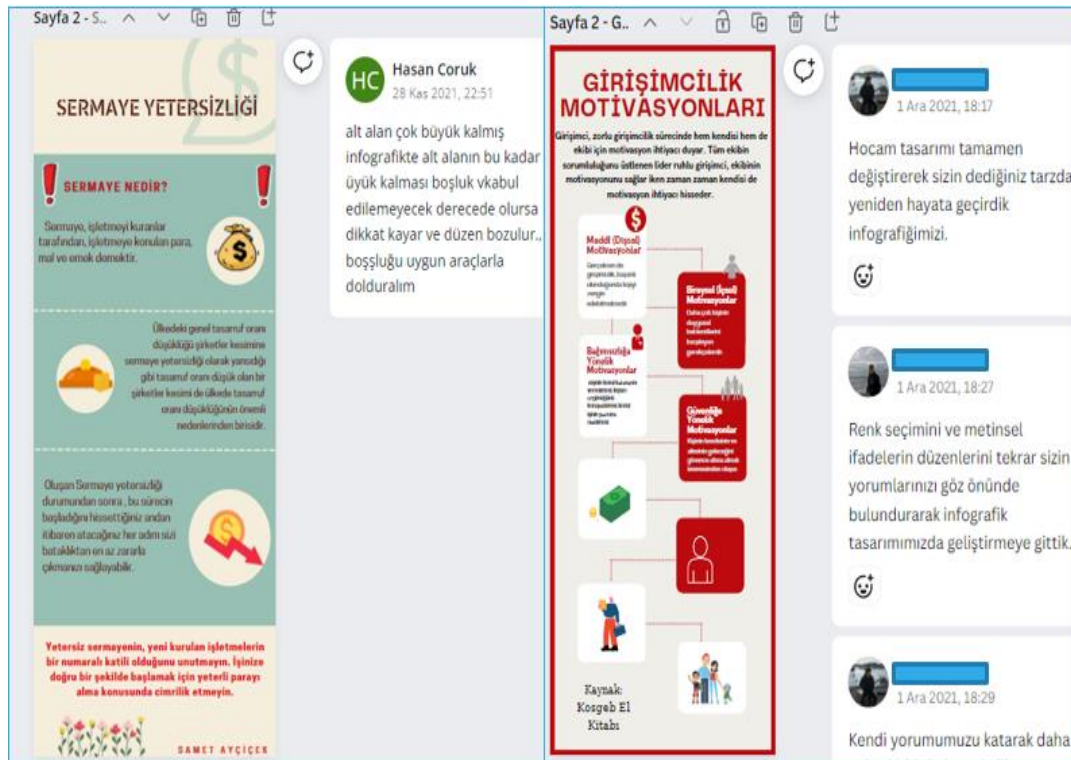 Sayfa 2 - S..
SERMAYE YETERSİZLİĞİ
SERMAYE NEDİR?
Sermaye, işletmeyi kuranlar
tarafından, işletmeye konulan para,
mal ve emek demektir.
Ülkedeki genel tasarruf oranı
düşüklüğü şirketler kesimine
sermaye yetersizliği olarak yansıdığı
gibi tasarruf oranı düşük olan bir
şirketler kesimi de ülkede tasarruf
oranı düşüklüğünün önemli
nedenlerinden birisidir.
Oluşan Sermaye yetersizliği
durumundan sonra , bu sürecin
başladığını hissettiğiniz andan
itibaren atacağınız her adım sizi
bataklıktan en az zararla
çıkmanızı sağlayabilir.
Yetersiz sermayenin, yeni kurulan işletmelerin
bir numaralı katili olduğunu unutmayın. İşinize
doğru bir şekilde başlamak için yeterli parayı
alma konusunda cimrilik etmeyin.
SAMET AYÇİÇEK
HC
Hasan Coruk
28 Kas 2021, 22:51
alt alan çok büyük kalmış
infografikte alt alanın bu kadar
üyük kalması boşluk vkabul
edilemeyecek derecede olursa
dikkat kayar ve düzen bozulur.,
boşşluğu uygun araçlarla
dolduralım
Sayfa 2 - G..
GİRİŞİMCİLİK
MOTİVASYONLARI
Girişimci, zorlu girişimcilik sürecinde hem kendisi hem de
ekibi için motivasyon ihtiyacı duyar. Tüm ekibin
sorumluluğunu üstlenen lider ruhlu girişimci, ekibinin
motivasyonunu sağlar iken zaman zaman kendisi de
motivasyon ihtiyacı hisseder.
Maddi (Dışsal)
Motivasyonlar
Bireysel (İçsel)
Motivasyonlar
Bağımsızlığa
Yönelik
Motivasyonlar
Güvenliğe
Yönelik
Motivasyonlar
Kaynak:
Kosgeb El
Kitabı
1 Ara 2021, 18:17
Hocam tasarımı tamamen
değiştirerek sizin dediğiniz tarzda
yeniden hayata geçirdik
infografiğimizi.
1 Ara 2021, 18:27
Renk seçimini ve metinsel
ifadelerin düzenlerini tekrar sizin
yorumlarınızı göz önünde
bulundurarak infografik
tasarımımızda geliştirmeye gittik.
1 Ara 2021, 18:29
Kendi yorumumuzu katarak daha